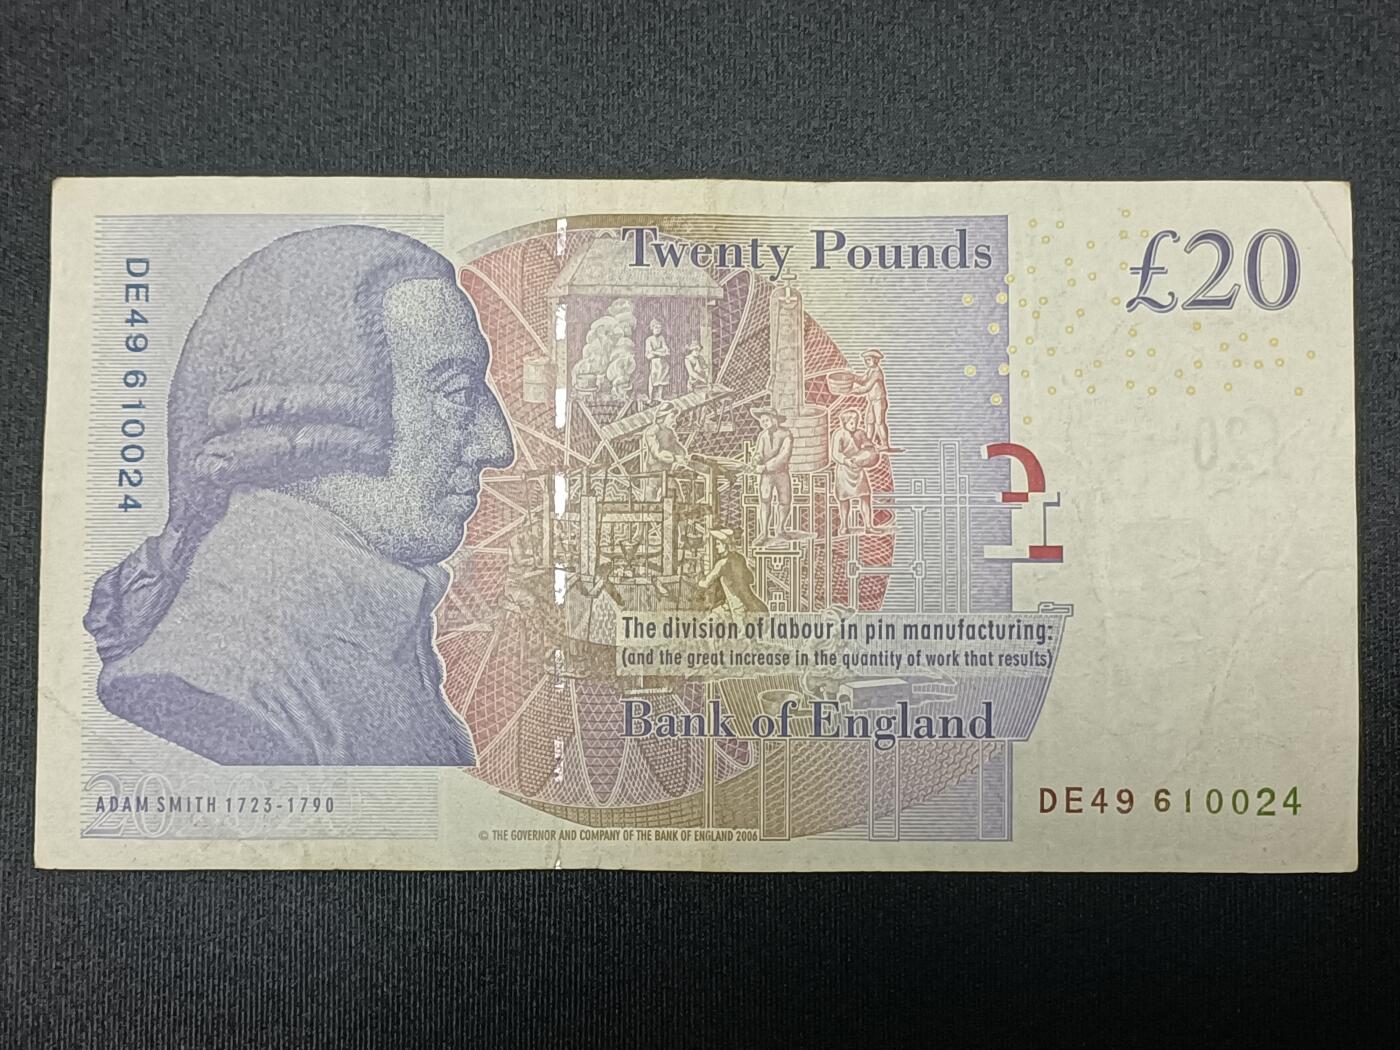 Twenty Pounds
£20
DE49 610024
The division of labour in pin manufacturing:
(and the great increase in the quantity of work that results)
Bank of England
DE49 610024
20
ADAM SMITH 1723-1790
© THE GOVERNOR AND COMPANY OF THE BANK OF ENGLAND 2006